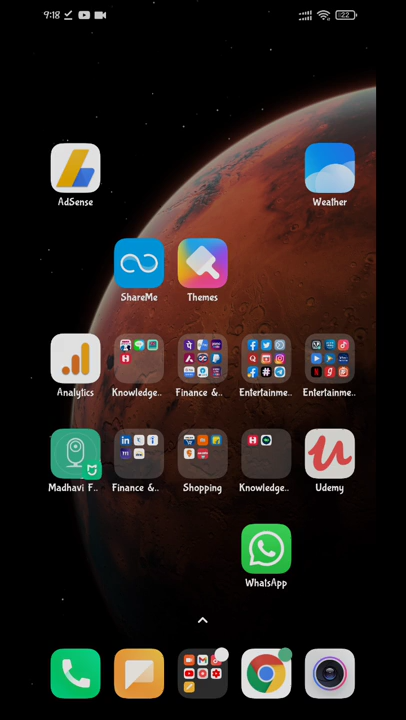 9:18
22
AdSense
Weather
ShareMe
Themes
Analytics
Knowledge..
Finance &..
Entertainme..
Entertainme..
Madhavi F..
Finance &..
Shopping
Knowledge..
Udemy
WhatsApp